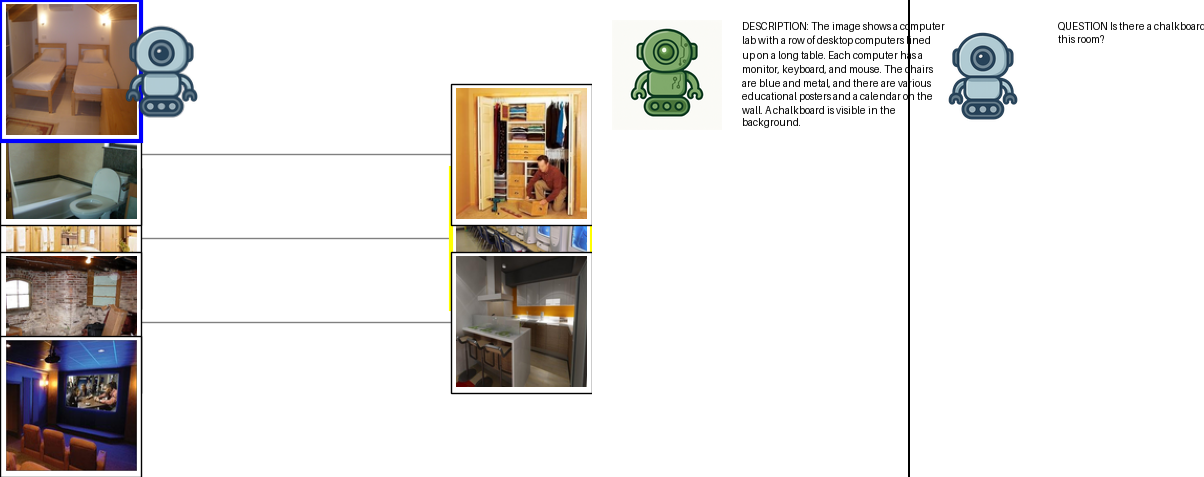 DESCRIPTION: The image shows a computer
lab with a row of desktop computers lined
up on a long table. Each computer has a
monitor, keyboard, and mouse. The chairs
are blue and metal, and there are various
educational posters and a calendar on the
wall. A chalkboard is visible in the
background.
QUESTION Is there a chalkboard
this room?